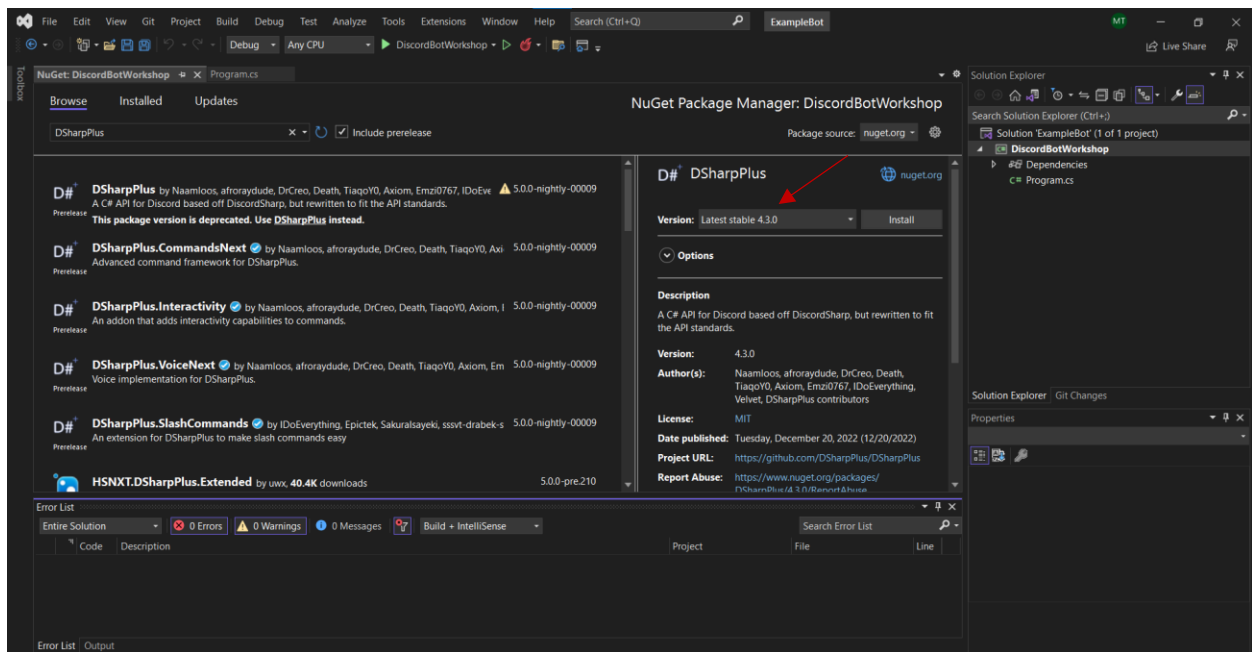 File Edit View Git Project Build Debug Test Analyze Tools Extensions Window Help Search (Ctrl+Q) ExampleBot MT
Debug Any CPU DiscordBotWorkshop Live Share
Toolbox
NuGet: DiscordBotWorkshop Program.cs
Browse Installed Updates
NuGet Package Manager: DiscordBotWorkshop
DSharpPlus Include prerelease
Package source: nuget.org
D#+ DSharpPlus by Naamloos, afroraydude, DrCreo, Death, TiaqoY0, Axiom, Emzi0767, IDoEve 5.0.0-nightly-00009
A C# API for Discord based off DiscordSharp, but rewritten to fit the API standards.
Prerelease
This package version is deprecated. Use DSharpPlus instead.
D#+ DSharpPlus.CommandsNext by Naamloos, afroraydude, DrCreo, Death, TiaqoY0, Axi 5.0.0-nightly-00009
Advanced command framework for DSharpPlus.
Prerelease
D#+ DSharpPlus.Interactivity by Naamloos, afroraydude, DrCreo, Death, TiaqoY0, Axiom, I 5.0.0-nightly-00009
An addon that adds interactivity capabilities to commands.
Prerelease
D#+ DSharpPlus.VoiceNext by Naamloos, afroraydude, DrCreo, Death, TiaqoY0, Axiom, Em 5.0.0-nightly-00009
Voice implementation for DSharpPlus.
Prerelease
D#+ DSharpPlus.SlashCommands by IDoEverything, Epictek, Sakuralsayeki, sssvt-drabek-s 5.0.0-nightly-00009
An extension for DSharpPlus to make slash commands easy
Prerelease
HSNXT.DSharpPlus.Extended by uwx, 40.4K downloads 5.0.0-pre.210
D#+ DSharpPlus nuget.org
Version: Latest stable 4.3.0 Install
Options
Description
A C# API for Discord based off DiscordSharp, but rewritten to fit
the API standards.
Version: 4.3.0
Author(s): Naamloos, afroraydude, DrCreo, Death,
TiaqoY0, Axiom, Emzi0767, IDoEverything,
Velvet, DSharpPlus contributors
License: MIT
Date published: Tuesday, December 20, 2022 (12/20/2022)
Project URL: https://github.com/DSharpPlus/DSharpPlus
Report Abuse: https://www.nuget.org/packages/
DSharpPlus/4.3.0/ReportAbuse
Solution Explorer
Search Solution Explorer (Ctrl+;)
Solution 'ExampleBot' (1 of 1 project)
C# DiscordBotWorkshop
Dependencies
C# Program.cs
Solution Explorer Git Changes
Properties
Error List
Entire Solution 0 Errors 0 Warnings 0 Messages Build + IntelliSense Search Error List
Code Description Project File Line
Error List Output